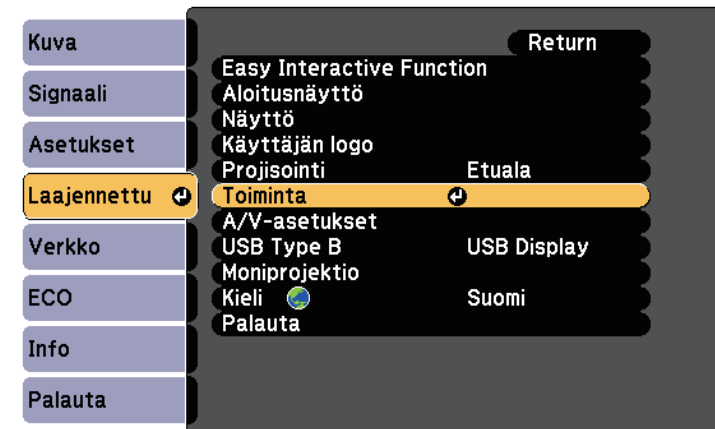 Kuva
Signaali
Asetukset
Laajennettu
Verkko
ECO
Info
Palauta
Return
Easy Interactive Function
Aloitusnäyttö
Näyttö
Käyttäjän logo
Projisointi Etuala
Toiminta
A/V-asetukset
USB Type B USB Display
Moniprojektio
Kieli Suomi
Palauta